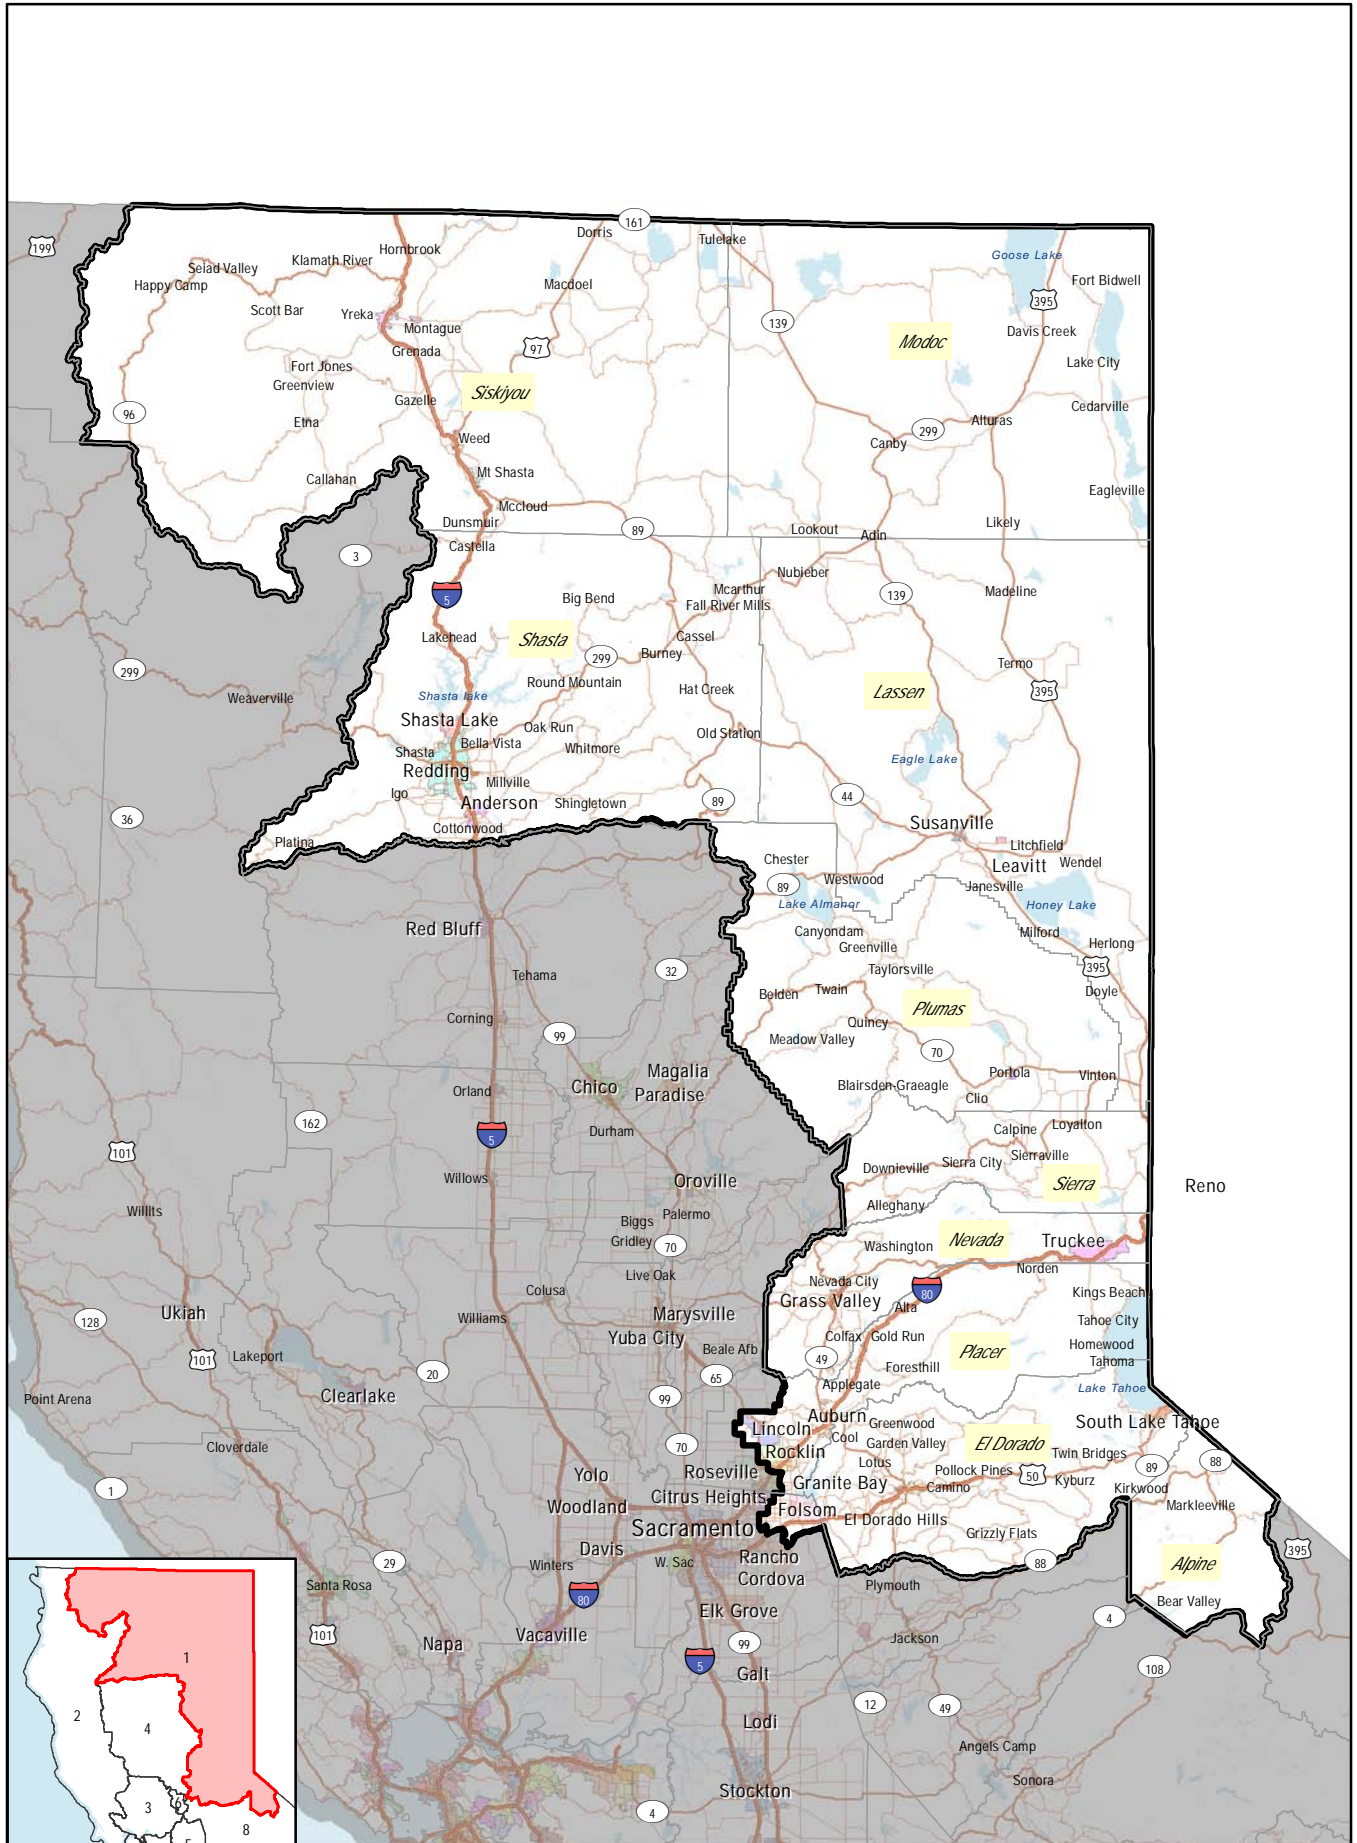 161
Dorris
Tulelake
199
Hornbrook
Goose Lake
Klamath River
Seiad Valley
Happy Camp
Macdoel
Fort Bidwell
395
Scott Bar
Yreka
Montague
139
Davis Creek
Modoc
97
Grenada
Lake City
Fort Jones
Greenview
Siskiyou
Gazelle
Cedarville
96
Etna
Alturas
299
Canby
Weed
Mt Shasta
Callahan
Eagleville
Mccloud
Dunsmuir
89
Lookout
Likely
Adin
Castella
3
Nubieber
5
Mcarthur
139
Madeline
Big Bend
Fall River Mills
Lakehead
Shasta
Cassel
299
Burney
Termo
299
Weaverville
Shasta lake
Round Mountain
Hat Creek
Lassen
395
Shasta Lake
Oak Run
Old Station
Shasta
Bella Vista
Whitmore
Eagle Lake
Redding
Millville
Igo
Anderson
Shingletown
89
44
36
Cottonwood
Susanville
Platina
Litchfield
Chester
Leavitt
Wendel
89
Westwood
Janesville
Lake Almanor
Honey Lake
Red Bluff
Canyondam
Milford
Greenville
Herlong
Tehama
32
Taylorsville
395
Belden
Twain
Doyle
Plumas
Corning
Quincy
99
Meadow Valley
70
Magalia
Portola
Vinton
Chico
Paradise
Blairsden-Graeagle
Orland
Clio
162
5
Durham
Calpine
Loyalton
101
Sierraville
Downieville
Sierra City
Willows
Oroville
Sierra
Reno
Alleghany
Willits
Palermo
Biggs
Gridley
70
Washington
Nevada
Truckee
Live Oak
Norden
Nevada City
Colusa
80
Kings Beach
Grass Valley
Alta
Ukiah
Marysville
128
Williams
Tahoe City
Yuba City
Colfax
Gold Run
Beale Afb
Homewood
101
Lakeport
49
Placer
Tahoma
20
65
Foresthill
Clearlake
Applegate
Lake Tahoe
Point Arena
99
Auburn
Greenwood
South Lake Tahoe
Lincoln
Cool
Cloverdale
70
Garden Valley
El Dorado
Rocklin
Twin Bridges
88
Roseville
Lotus
Pollock Pines
50
89
Yolo
Granite Bay
Camino
Kyburz
Kirkwood
1
Citrus Heights
Woodland
Folsom
Markleeville
Sacramento
El Dorado Hills
Grizzly Flats
Davis
395
29
Winters
W. Sac
Rancho
Cordova
88
Alpine
Santa Rosa
Plymouth
80
Bear Valley
Elk Grove
4
101
Napa
Vacaville
99
Jackson
1
5
Galt
108
2
12
49
4
Lodi
Angels Camp
Sonora
Stockton
3
6
4
8
5